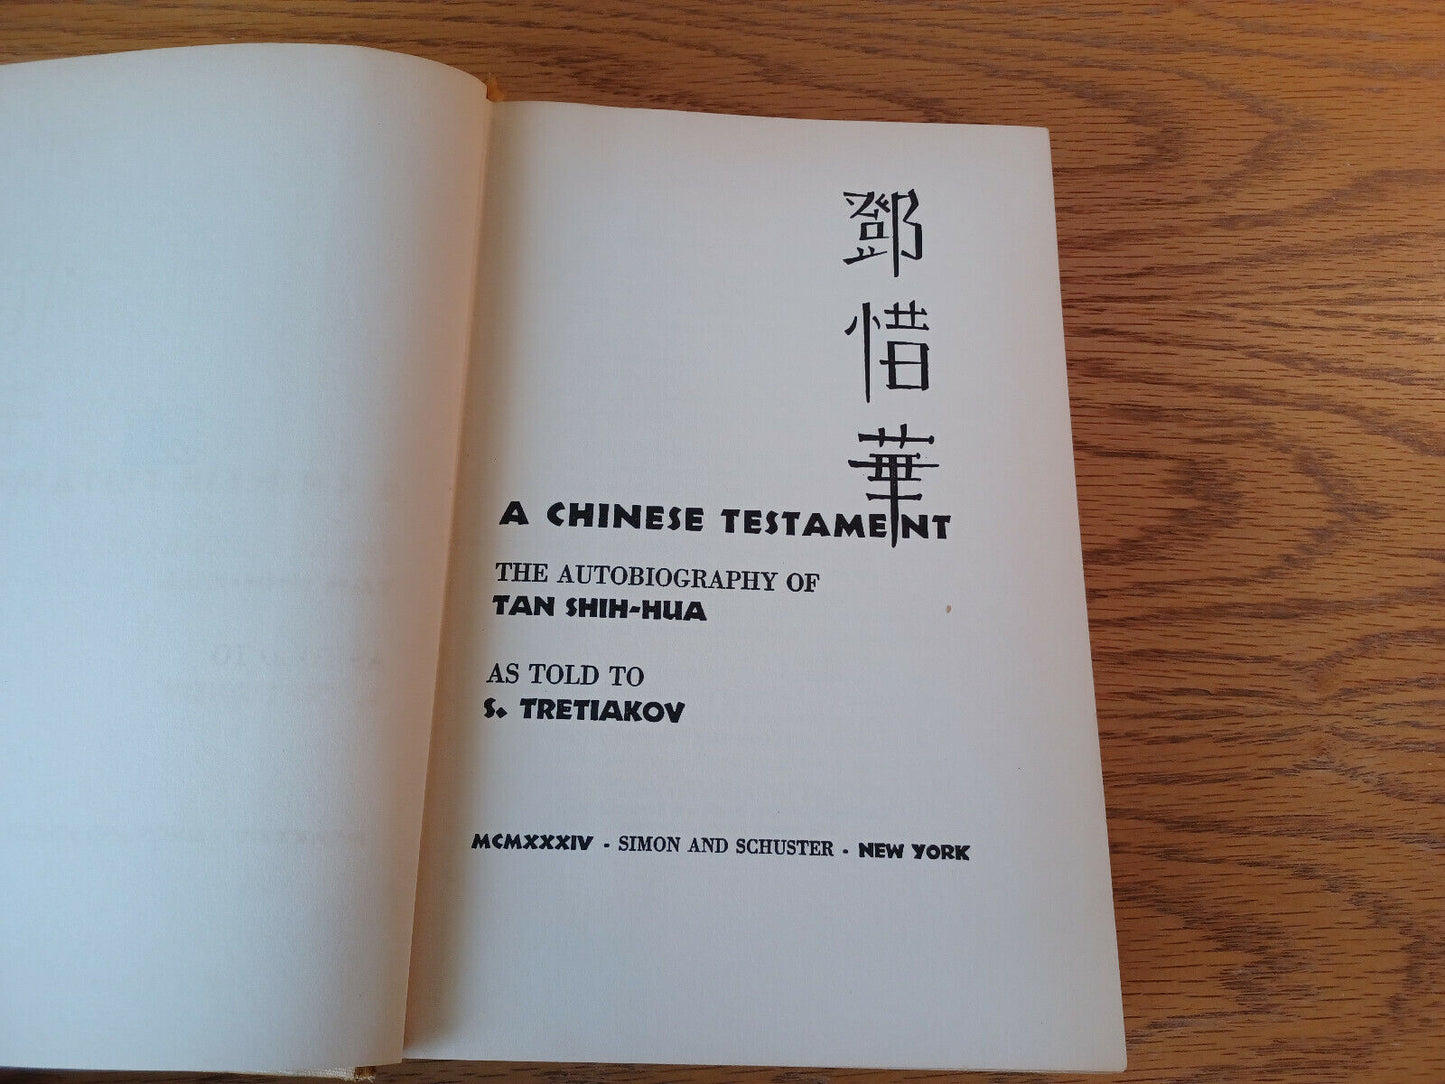 鄧
惜
華
A CHINESE TESTAMENT
THE AUTOBIOGRAPHY OF
TAN SHIH-HUA
AS TOLD TO
S. TRETIAKOV
MCMXXXIV - SIMON AND SCHUSTER - NEW YORK